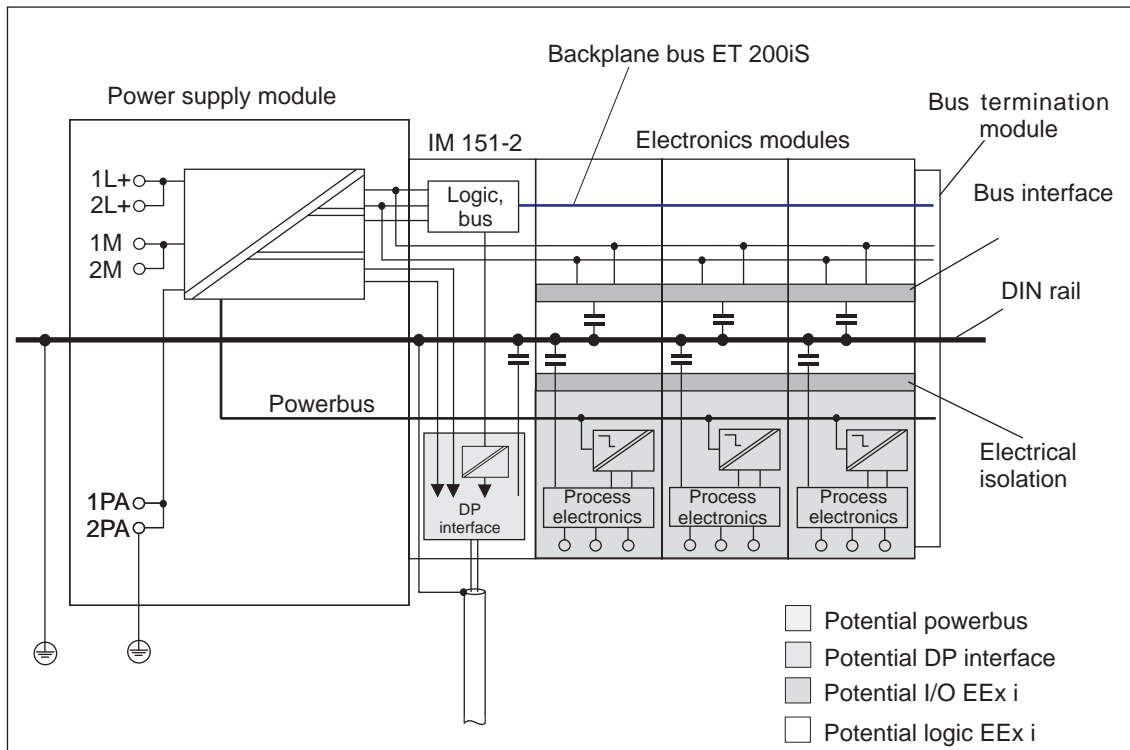 Backplane bus ET 200iS
Power supply module
Bus termination
module
IM 151-2
Electronics modules
1L+
2L+
Logic,
bus
Bus interface
1M
2M
DIN rail
Powerbus
Electrical
isolation
1PA
2PA
DP
interface
Process
electronics
Process
electronics
Process
electronics
Potential powerbus
Potential DP interface
Potential I/O EEx i
Potential logic EEx i